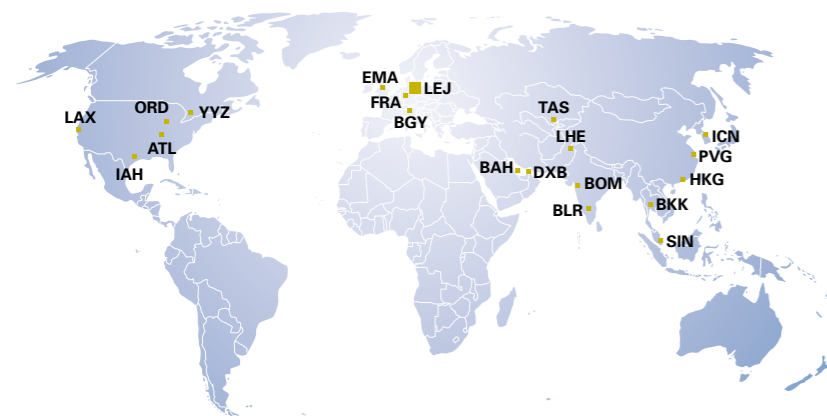 LAX
ORD
YYZ
ATL
IAH
EMA
LEJ
FRA
BGY
TAS
LHE
BAH
DXB
BOM
BLR
ICN
PVG
HKG
BKK
SIN